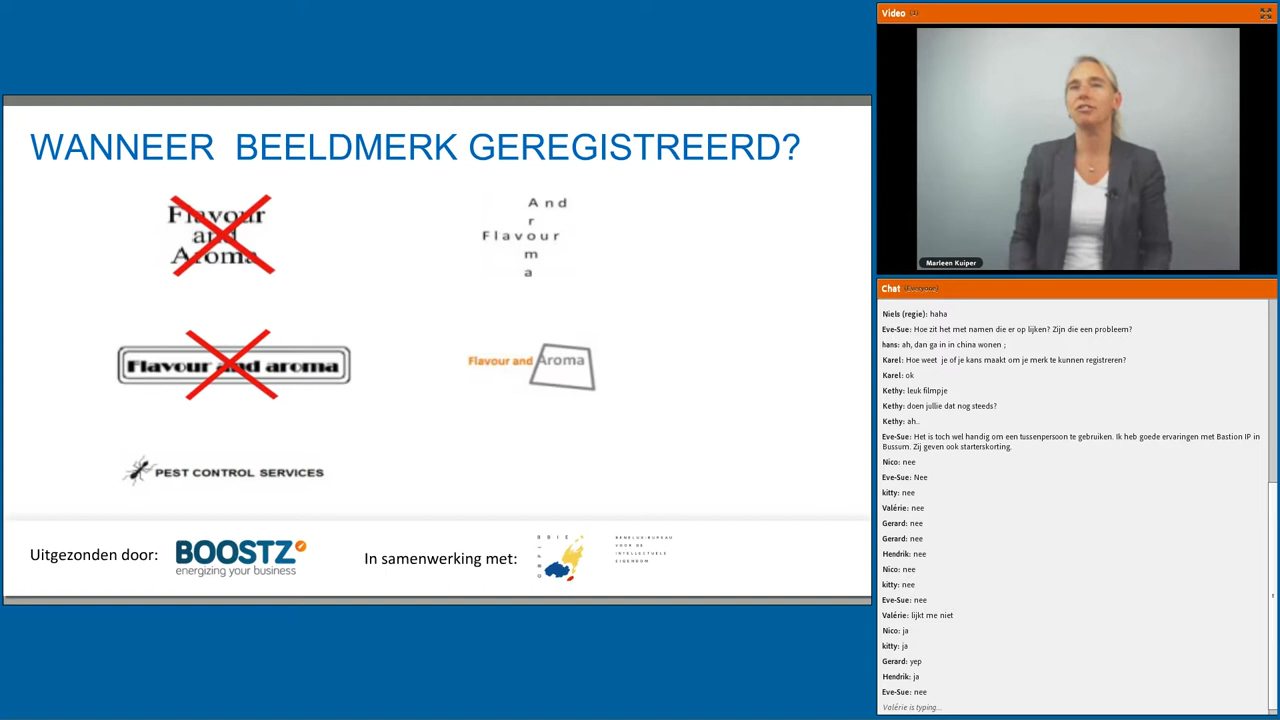 WANNEER BEELDMERK GEREGISTREERD?
Flavour
and
Aroma
And
r
Flavour
m
a
Flavour and aroma
Flavour and Aroma
PEST CONTROL SERVICES
Uitgezonden door:
BOOSTZ
energizing your business
In samenwerking met:
BENELUX-BUREAU
VOOR DE
INTELLECTUELE
EIGENDOM
Video
Marleen Kuiper
Chat (Everyone)
Niels (regie): haha
Eve-Sue: Hoe zit het met namen die er op lijken? Zijn die een probleem?
hans: ah, dan ga in in china wonen ;
Karel: Hoe weet je of je kans maakt om je merk te kunnen registreren?
Karel: ok
Kethy: leuk filmpje
Kethy: doen jullie dat nog steeds?
Kethy: ah..
Eve-Sue: Het is toch wel handig om een tussenpersoon te gebruiken. Ik heb goede ervaringen met Bastion IP in
Bussum. Zij geven ook starterskorting.
Nico: nee
Eve-Sue: Nee
kitty: nee
Valérie: nee
Gerard: nee
Gerard: nee
Hendrik: nee
Nico: nee
kitty: nee
Eve-Sue: nee
Valérie: lijkt me niet
Nico: ja
kitty: ja
Gerard: yep
Hendrik: ja
Eve-Sue: nee
Valérie is typing...